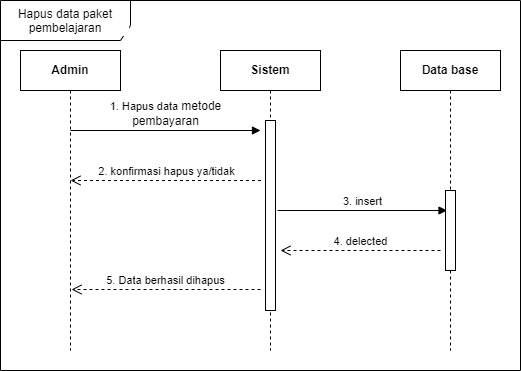 Hapus data paket
pembelajaran
Admin
Sistem
Data base
1. Hapus data metode
pembayaran
2. konfirmasi hapus ya/tidak
3. insert
4. delected
5. Data berhasil dihapus